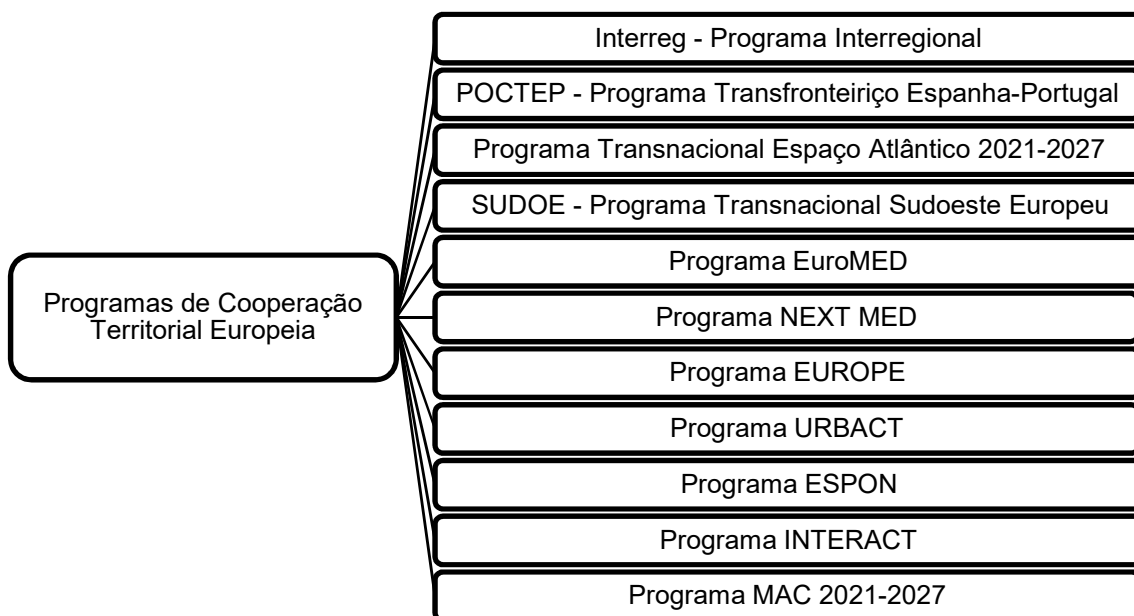 Interreg - Programa Interregional
POCTEP - Programa Transfronteiriço Espanha-Portugal
Programa Transnacional Espaço Atlântico 2021-2027
SUDOE - Programa Transnacional Sudoeste Europeu
Programa EuroMED
Programas de Cooperação
Territorial Europeia
Programa NEXT MED
Programa EUROPE
Programa URBACT
Programa ESPON
Programa INTERACT
Programa MAC 2021-2027